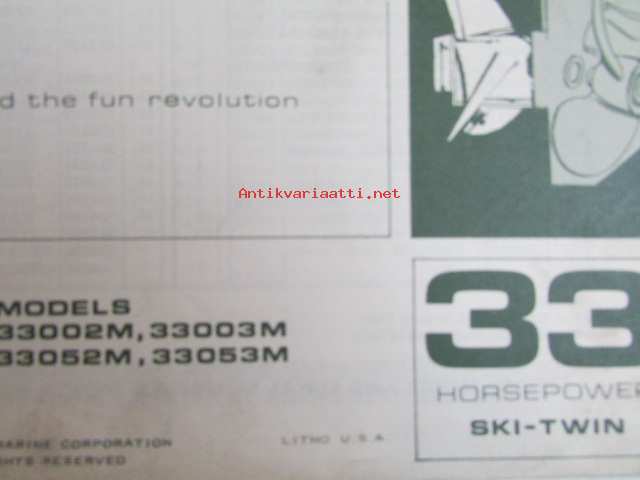 d the fun revolution
Antikvariaatti.net
MODELS
33002M, 33003M
33052M, 33053M
33
HORSEPOWER
SKI-TWIN
MARINE CORPORATION
LITHO U.S.A.
GHTS RESERVED